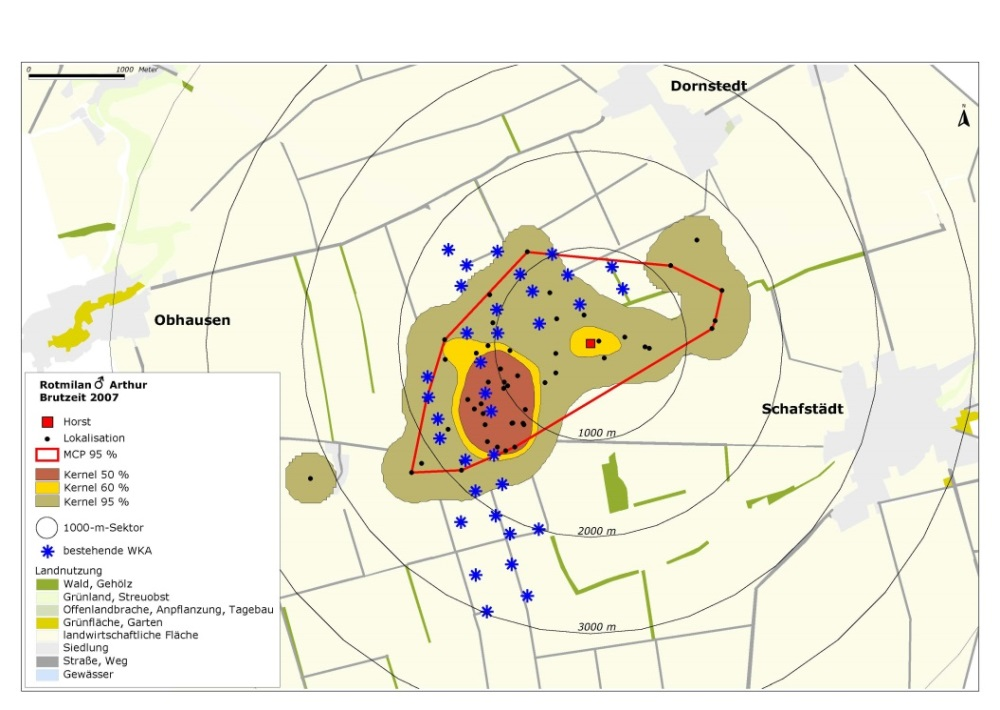 0 1000 Meter
Dornstedt
N
Obhausen
Schafstädt
1000 m
2000 m
3000 m
Rotmilan ♂ Arthur
Brutzeit 2007
Horst
Lokalisation
MCP 95 %
Kernel 50 %
Kernel 60 %
Kernel 95 %
1000-m-Sektor
bestehende WKA
Landnutzung
Wald, Gehölz
Grünland, Streuobst
Offenlandbrache, Anpflanzung, Tagebau
Grünfläche, Garten
landwirtschaftliche Fläche
Siedlung
Straße, Weg
Gewässer